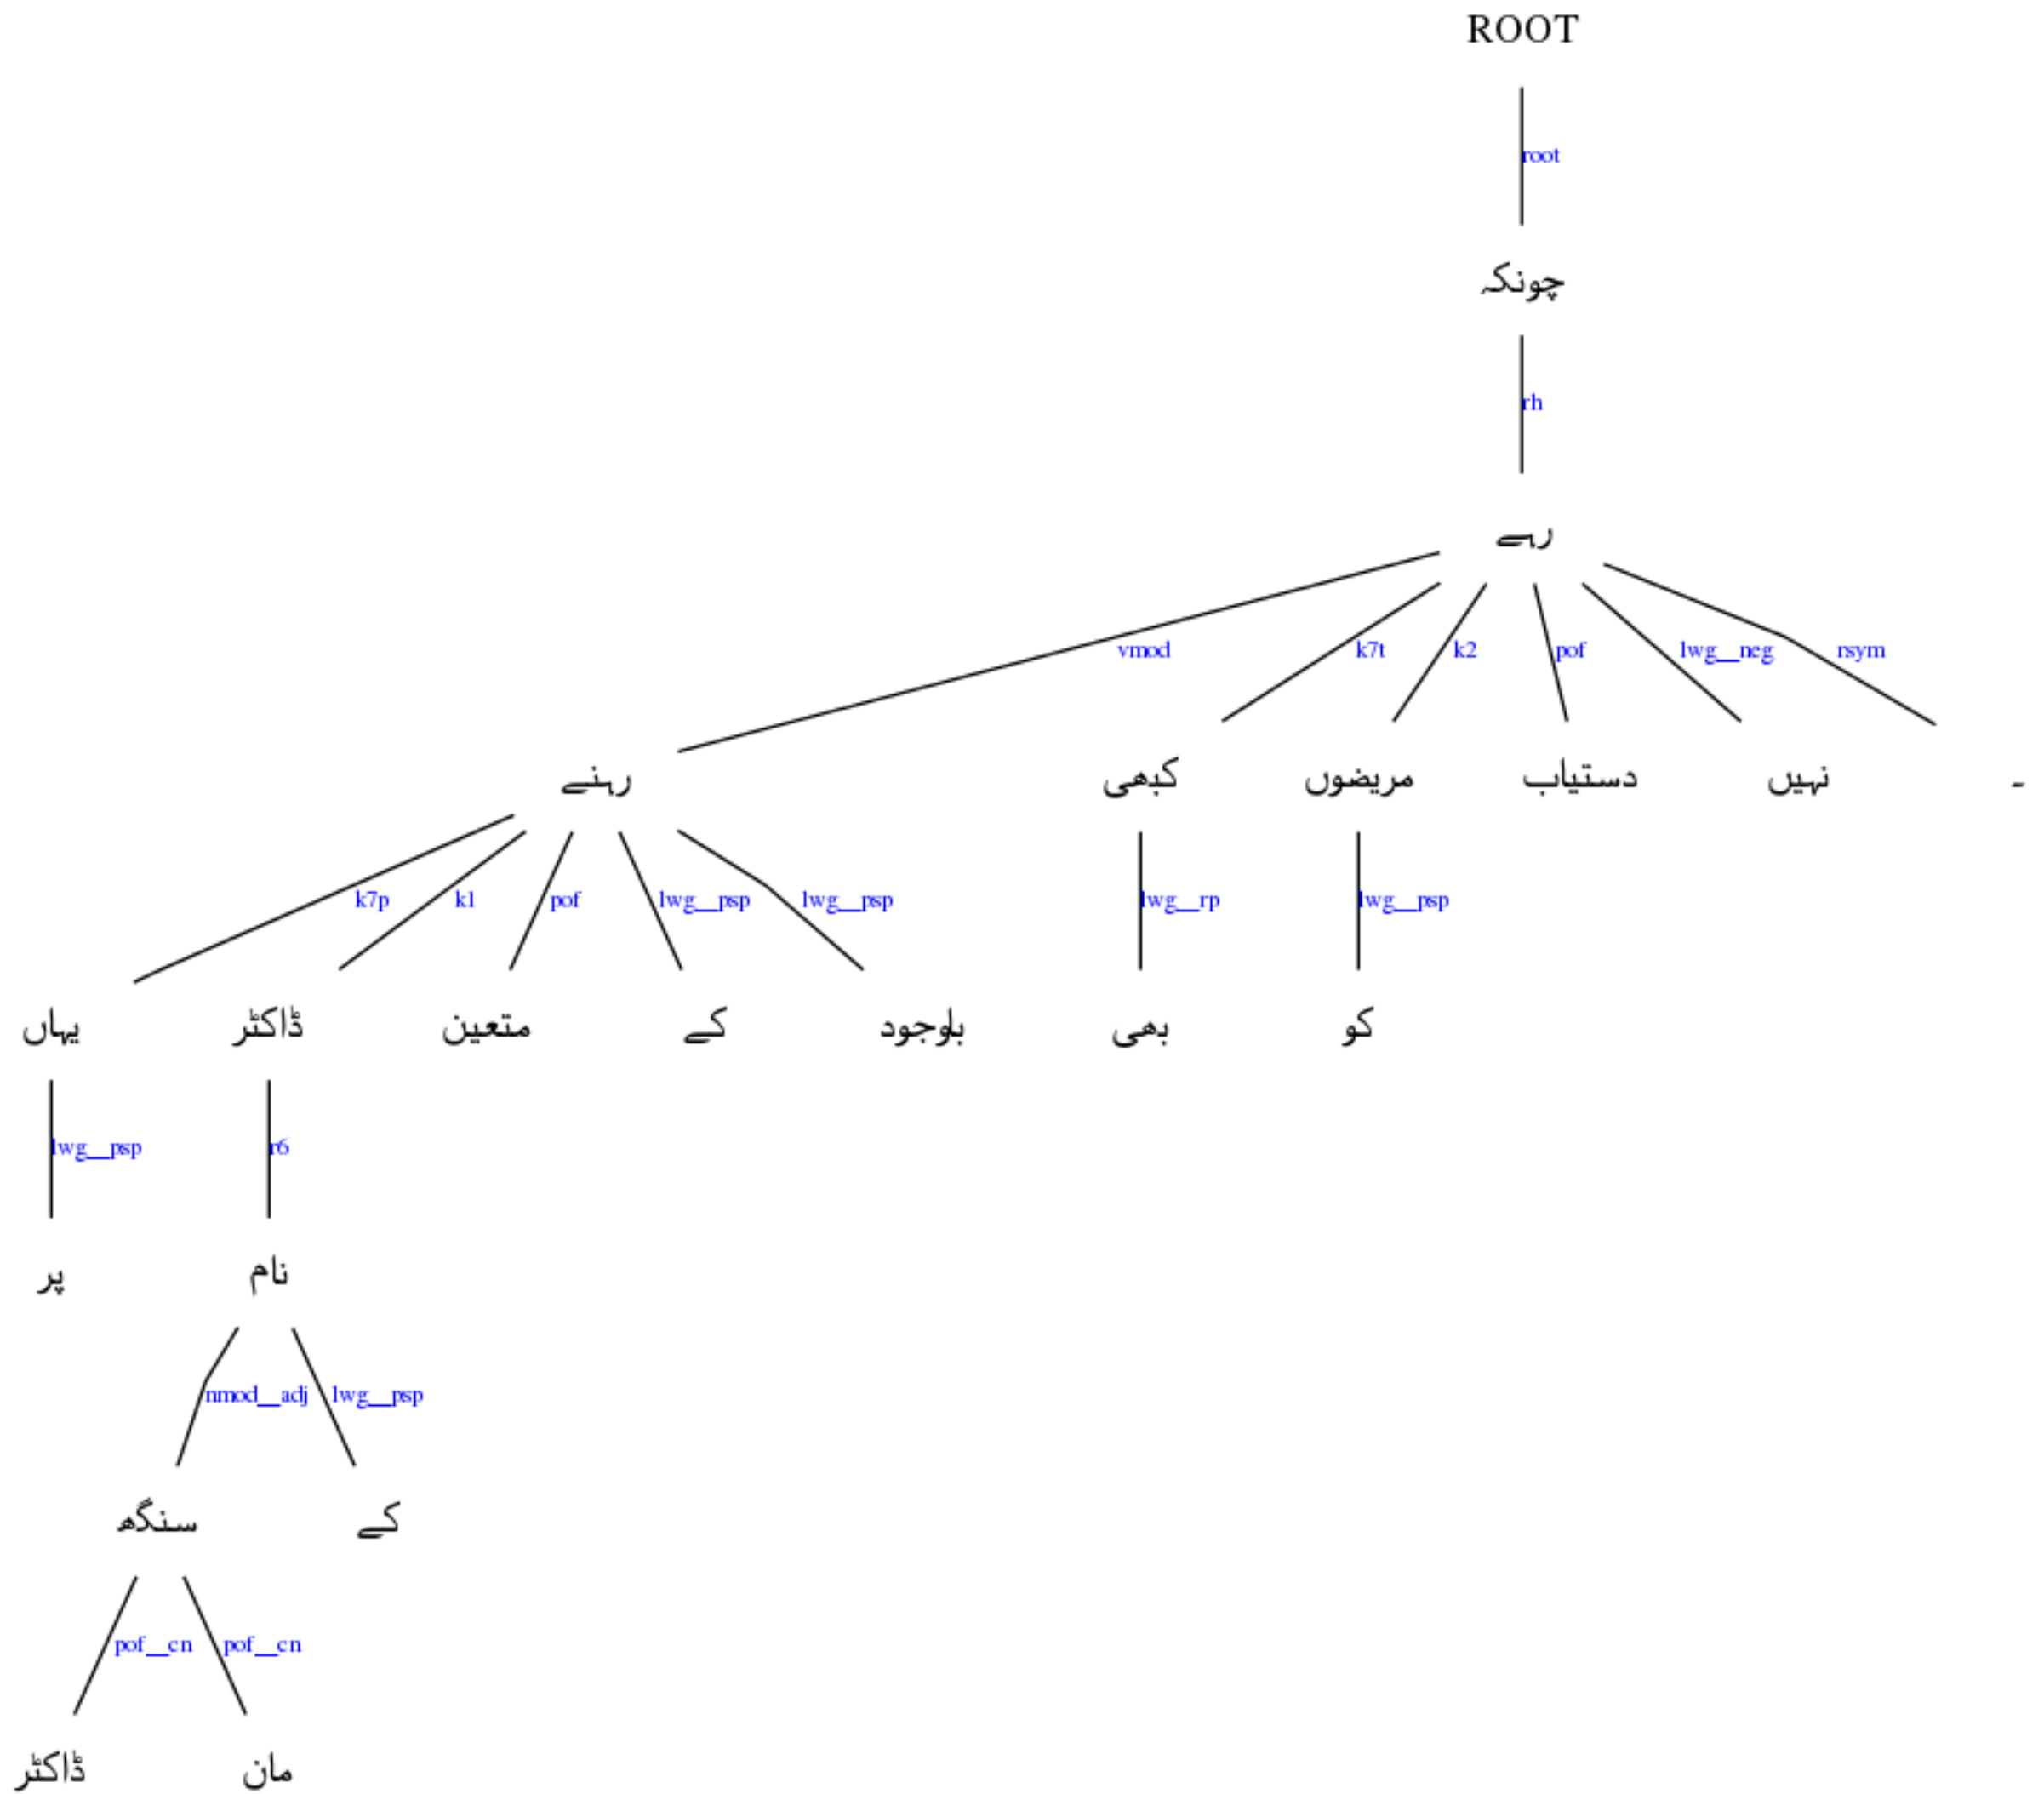 ROOT
root
چونکہ
rh
رہے
vmod k7t k2 pof lwg__neg rsym
رہنے کبھی مریضوں دستیاب نہیں ۔
k7p k1 pof lwg__psp lwg__psp lwg__rp lwg__psp
یہاں ڈاکٹر متعین کے باوجود بھی کو
lwg__psp r6
پر نام
nmod__adj lwg__psp
سنگھ کے
pof__cn pof__cn
ڈاکٹر مان